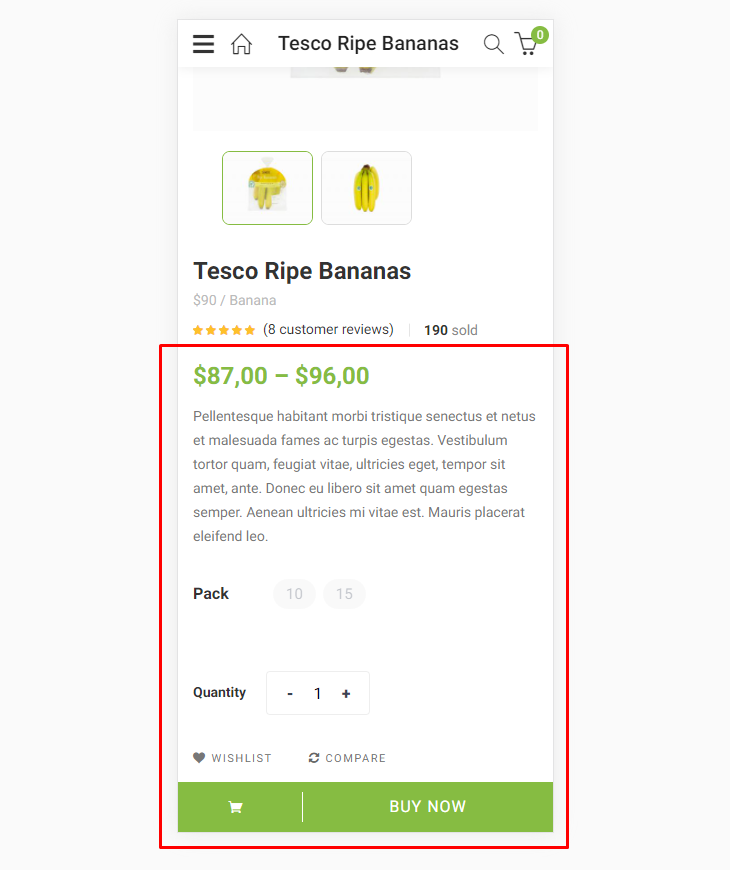 Tesco Ripe Bananas
0
Tesco Ripe Bananas
$90 / Banana
(8 customer reviews)
190 sold
$87,00 – $96,00
Pellentesque habitant morbi tristique senectus et netus
et malesuada fames ac turpis egestas. Vestibulum
tortor quam, feugiat vitae, ultricies eget, tempor sit
amet, ante. Donec eu libero sit amet quam egestas
semper. Aenean ultricies mi vitae est. Mauris placerat
eleifend leo.
Pack 10 15
Quantity - 1 +
WISHLIST COMPARE
BUY NOW